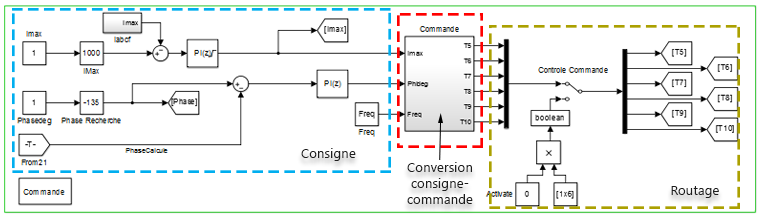 Imax
Imax
Iabcf
[Imax]
Commande
1
1000
IMax
PI(z)
Imax
Phideg
Freq
T5
T6
T7
T8
T9
T10
Controle Commande
[T5]
[T6]
[T7]
[T8]
[T9]
[T10]
1
Phasedeg
-135
Phase Recherche
[Phase]
PI(z)
Freq
Freq
boolean
-T-
From21
PhaseCalcule
Consigne
Conversion
consigne-
commande
×
Activate
0
[1x6]
Routage
Commande